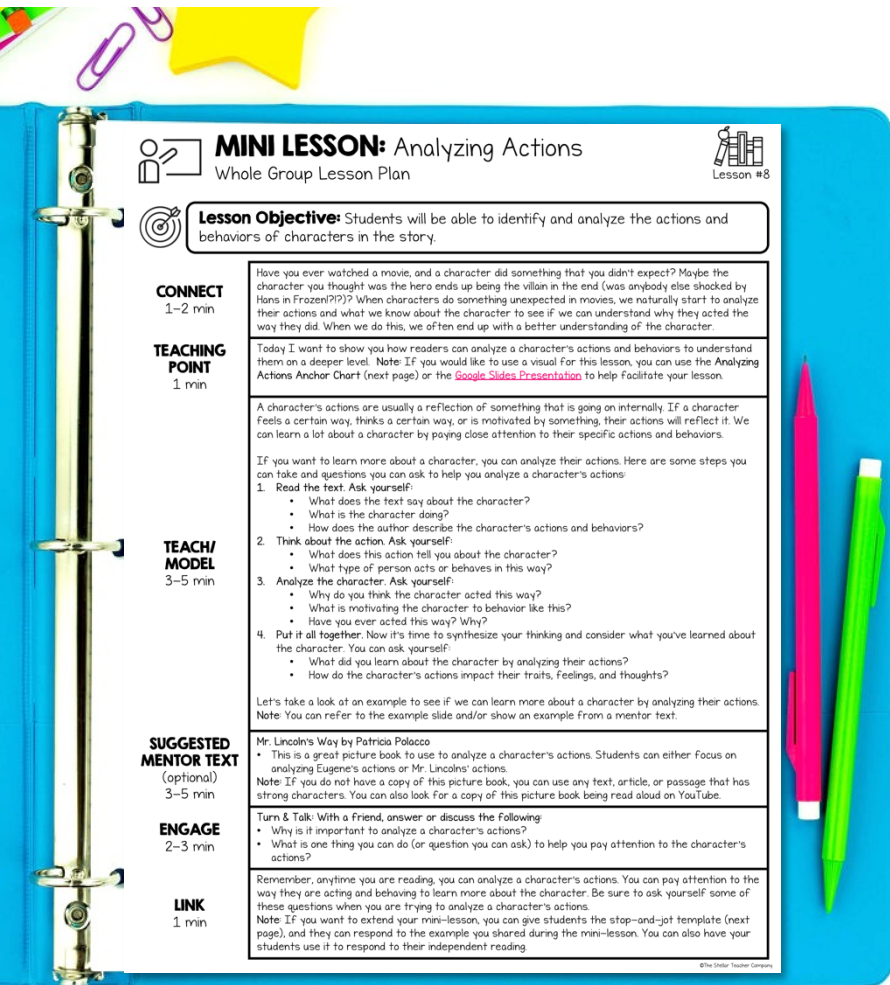 MINI LESSON: Analyzing Actions
Whole Group Lesson Plan
Lesson #8
Lesson Objective: Students will be able to identify and analyze the actions and
behaviors of characters in the story.
CONNECT
1-2 min
Have you ever watched a movie, and a character did something that you didn't expect? Maybe the
character you thought was the hero ends up being the villain in the end (was anybody else shocked by
Hans in Frozen!?!?)? When characters do something unexpected in movies, we naturally start to analyze
their actions and what we know about the character to see if we can understand why they acted the
way they did. When we do this, we often end up with a better understanding of the character.
TEACHING
POINT
1 min
Today I want to show you how readers can analyze a character's actions and behaviors to understand
them on a deeper level. Note: If you would like to use a visual for this lesson, you can use the Analyzing
Actions Anchor Chart (next page) or the Google Slides Presentation to help facilitate your lesson.
TEACH/
MODEL
3-5 min
A character's actions are usually a reflection of something that is going on internally. If a character
feels a certain way, thinks a certain way, or is motivated by something, their actions will reflect it. We
can learn a lot about a character by paying close attention to their specific actions and behaviors.
If you want to learn more about a character, you can analyze their actions. Here are some steps you
can take and questions you can ask to help you analyze a character's actions:
1. Read the text. Ask yourself:
• What does the text say about the character?
• What is the character doing?
• How does the author describe the character's actions and behaviors?
2. Think about the action. Ask yourself:
• What does this action tell you about the character?
• What type of person acts or behaves in this way?
3. Analyze the character. Ask yourself:
• Why do you think the character acted this way?
• What is motivating the character to behavior like this?
• Have you ever acted this way? Why?
4. Put it all together. Now it's time to synthesize your thinking and consider what you've learned about
the character. You can ask yourself:
• What did you learn about the character by analyzing their actions?
• How do the character's actions impact their traits, feelings, and thoughts?
Let's take a look at an example to see if we can learn more about a character by analyzing their actions.
Note: You can refer to the example slide and/or show an example from a mentor text.
SUGGESTED
MENTOR TEXT
(optional)
3-5 min
Mr. Lincoln's Way by Patricia Polacco
• This is a great picture book to use to analyze a character's actions. Students can either focus on
analyzing Eugene's actions or Mr. Lincolns' actions.
Note: If you do not have a copy of this picture book, you can use any text, article, or passage that has
strong characters. You can also look for a copy of this picture book being read aloud on YouTube.
ENGAGE
2-3 min
Turn & Talk: With a friend, answer or discuss the following:
• Why is it important to analyze a character's actions?
• What is one thing you can do (or question you can ask) to help you pay attention to the character's
actions?
LINK
1 min
Remember, anytime you are reading, you can analyze a character's actions. You can pay attention to the
way they are acting and behaving to learn more about the character. Be sure to ask yourself some of
these questions when you are trying to analyze a character's actions.
Note: If you want to extend your mini-lesson, you can give students the stop-and-jot template (next
page), and they can respond to the example you shared during the mini-lesson. You can also have your
students use it to respond to their independent reading.
©The Stellar Teacher Company